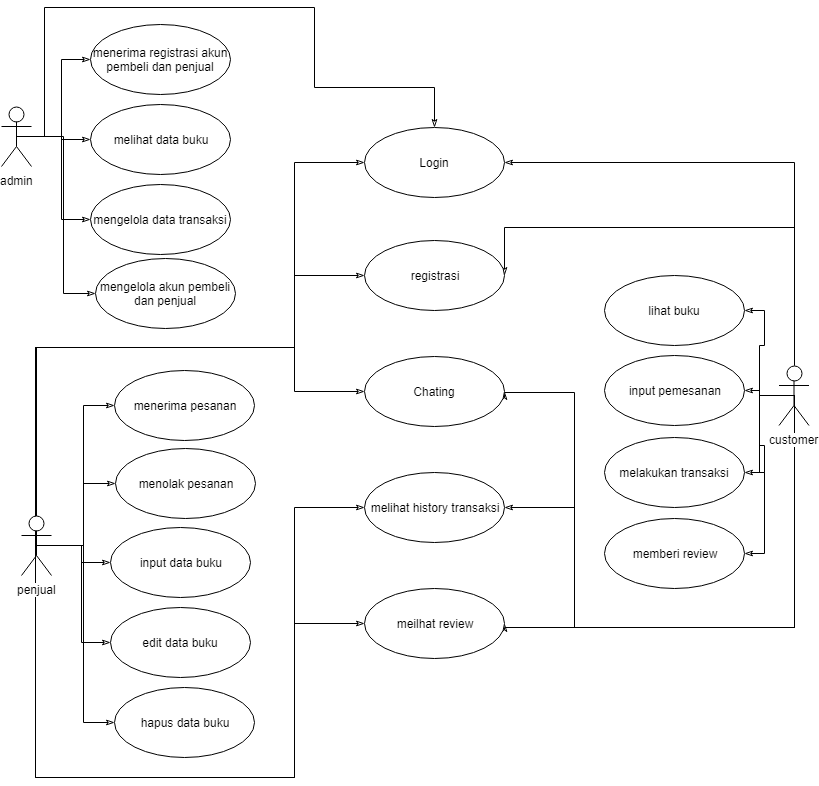 menerima registrasi akun
pembeli dan penjual
melihat data buku
mengelola data transaksi
mengelola akun pembeli
dan penjual
admin
Login
registrasi
Chating
melihat history transaksi
meilhat review
lihat buku
input pemesanan
melakukan transaksi
memberi review
customer
menerima pesanan
menolak pesanan
input data buku
edit data buku
hapus data buku
penjual